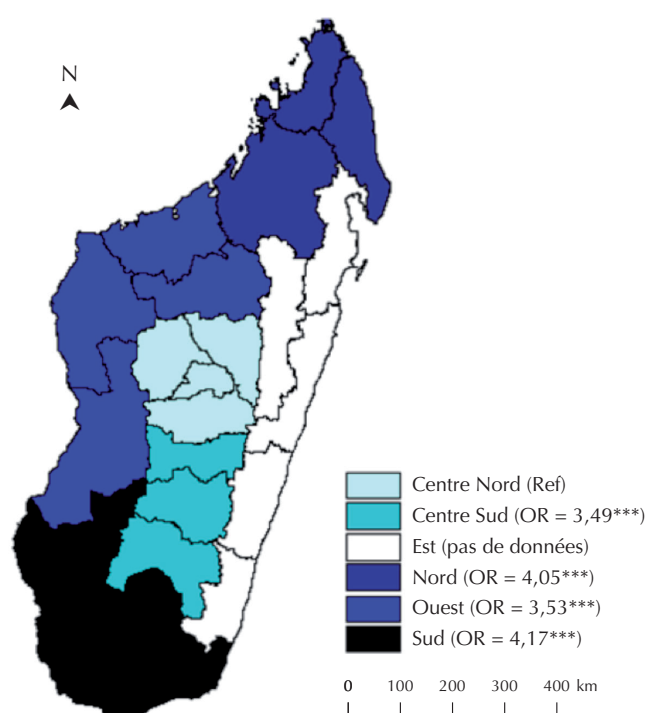 N
Centre Nord (Ref)
Centre Sud (OR = 3,49***)
Est (pas de données)
Nord (OR = 4,05***)
Ouest (OR = 3,53***)
Sud (OR = 4,17***)
0 100 200 300 400 km